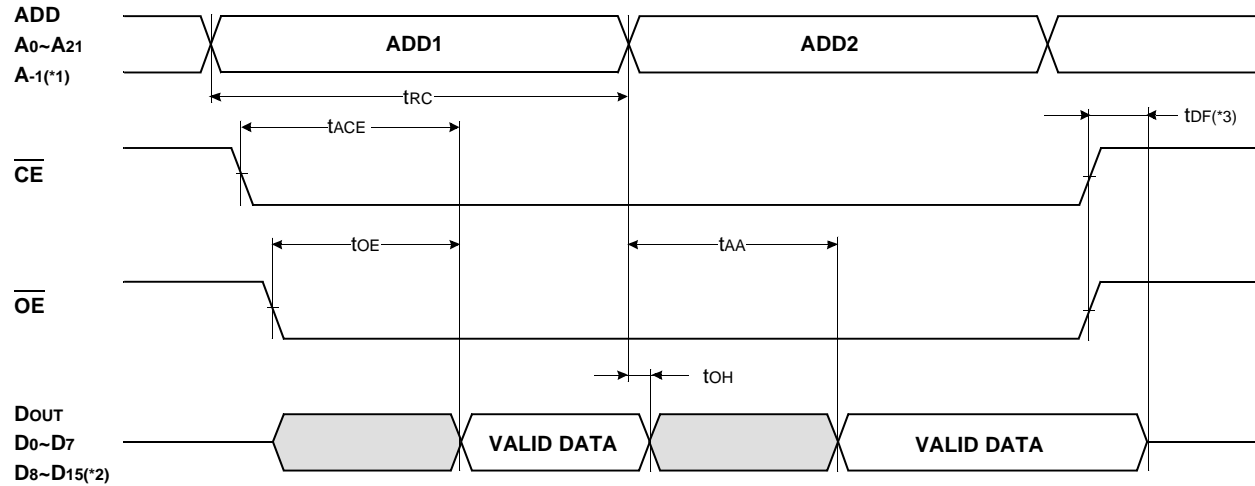 ADD
A0~A21
A-1(*1)
ADD1
ADD2
tRC
tACE
tDF(*3)
CE
tOE
tAA
OE
tOH
DOUT
D0~D7
D8~D15(*2)
VALID DATA
VALID DATA